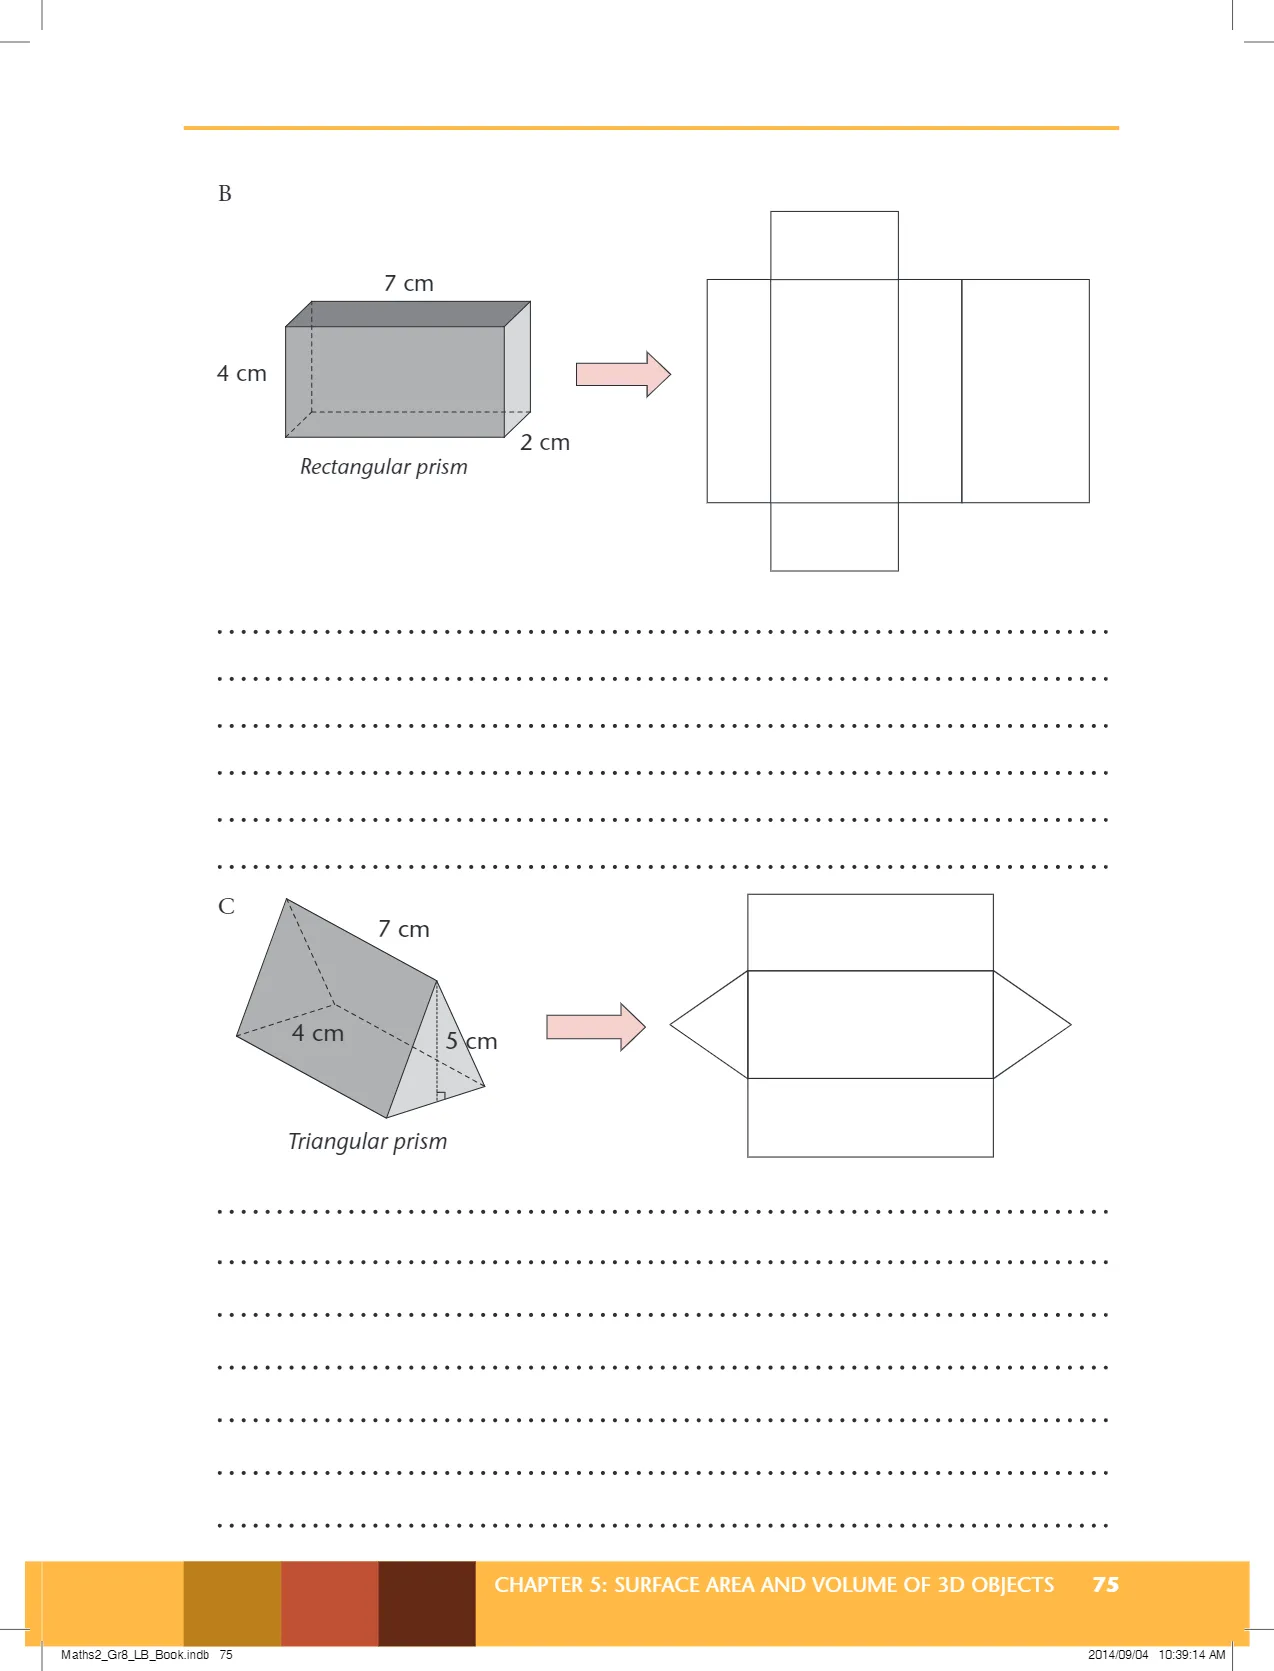 B
7 cm
4 cm
2 cm
Rectangular prism
C
7 cm
4 cm
5 cm
Triangular prism
CHAPTER 5: SURFACE AREA AND VOLUME OF 3D OBJECTS 75
Maths2_Gr8_LB_Book.indb 75
2014/09/04 10:39:14 AM